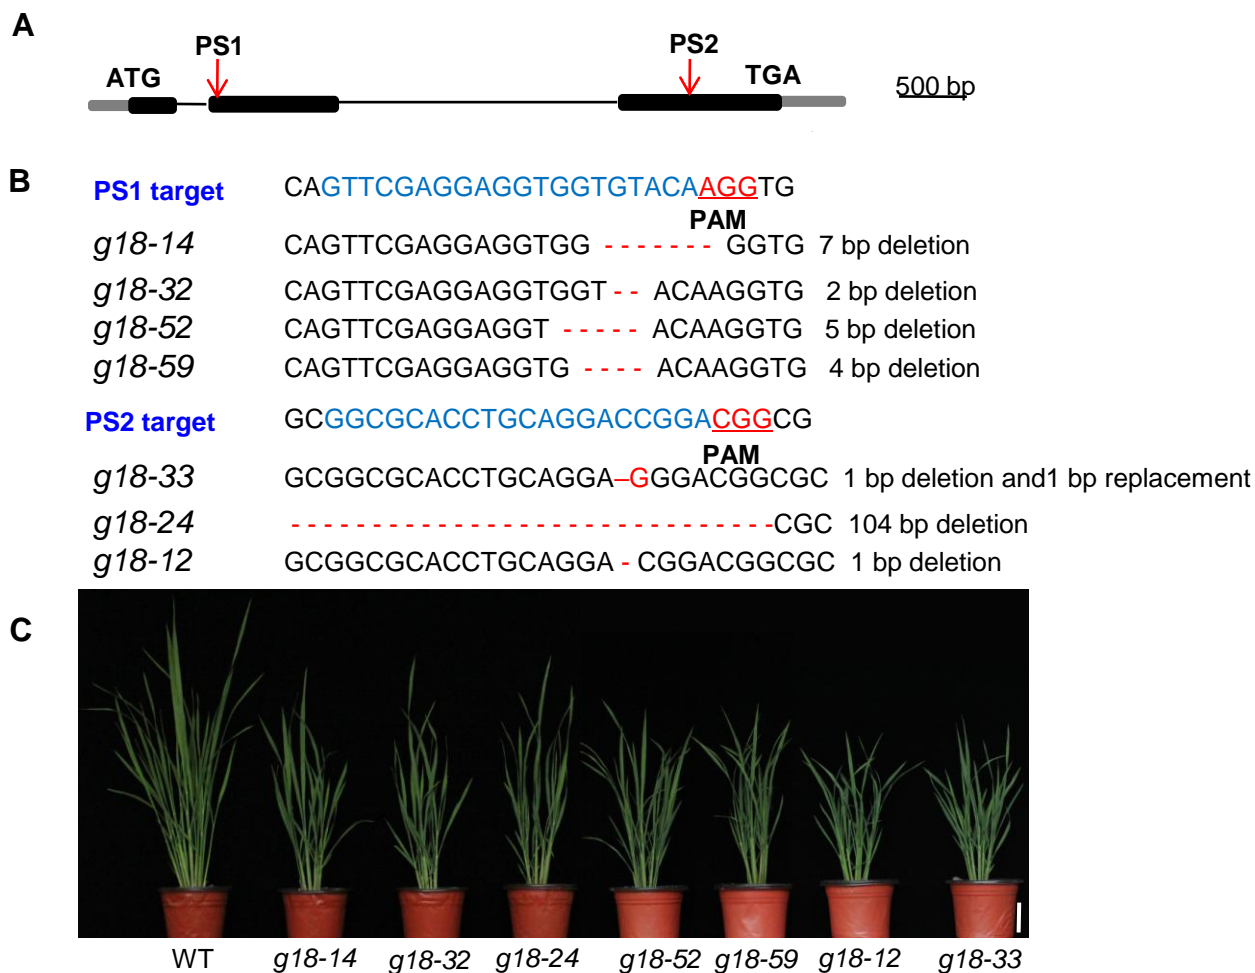 A
PS1
PS2
ATG
TGA
500 bp
B
PS1 target CAGTTCGAGGAGGTGGTGTACAAGGTG
PAM
g18-14 CAGTTCGAGGAGGTGG - - - - - - - GGTG 7 bp deletion
g18-32 CAGTTCGAGGAGGTGGT - - ACAAGGTG 2 bp deletion
g18-52 CAGTTCGAGGAGGT - - - - - ACAAGGTG 5 bp deletion
g18-59 CAGTTCGAGGAGGTG - - - - ACAAGGTG 4 bp deletion
PS2 target GCGGCGCACCTGCAGGACCGGACGGCG
PAM
g18-33 GCGGCGCACCTGCAGGA–GGGACGGCGC 1 bp deletion and1 bp replacement
g18-24 - - - - - - - - - - - - - - - - - - - - - - - - - - - - - - - -CGC 104 bp deletion
g18-12 GCGGCGCACCTGCAGGA - CGGACGGCGC 1 bp deletion
C
WT g18-14 g18-32 g18-24 g18-52 g18-59 g18-12 g18-33